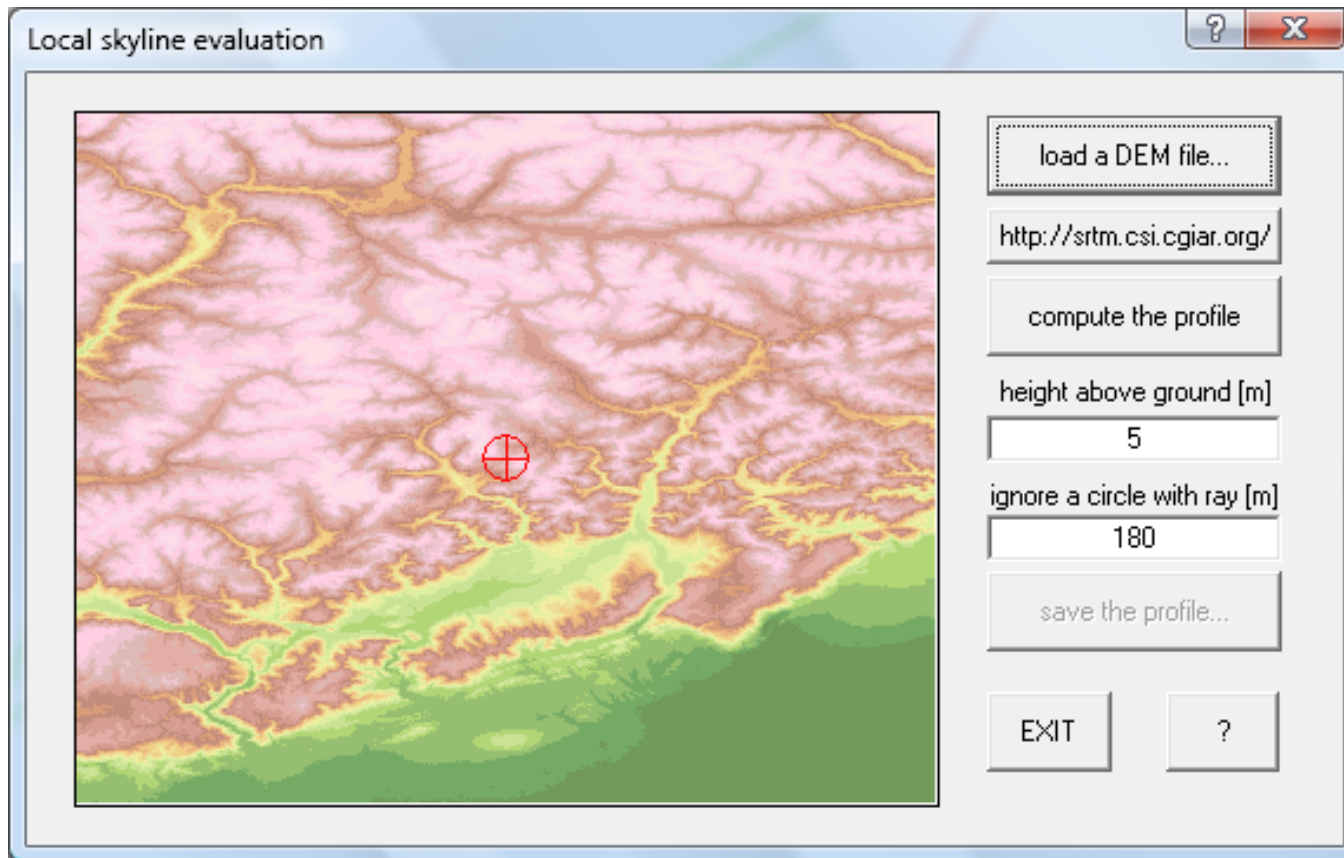 Local skyline evaluation
load a DEM file...
http://srtm.csi.cgiar.org/
compute the profile
height above ground [m]
5
ignore a circle with ray [m]
180
save the profile...
EXIT
?